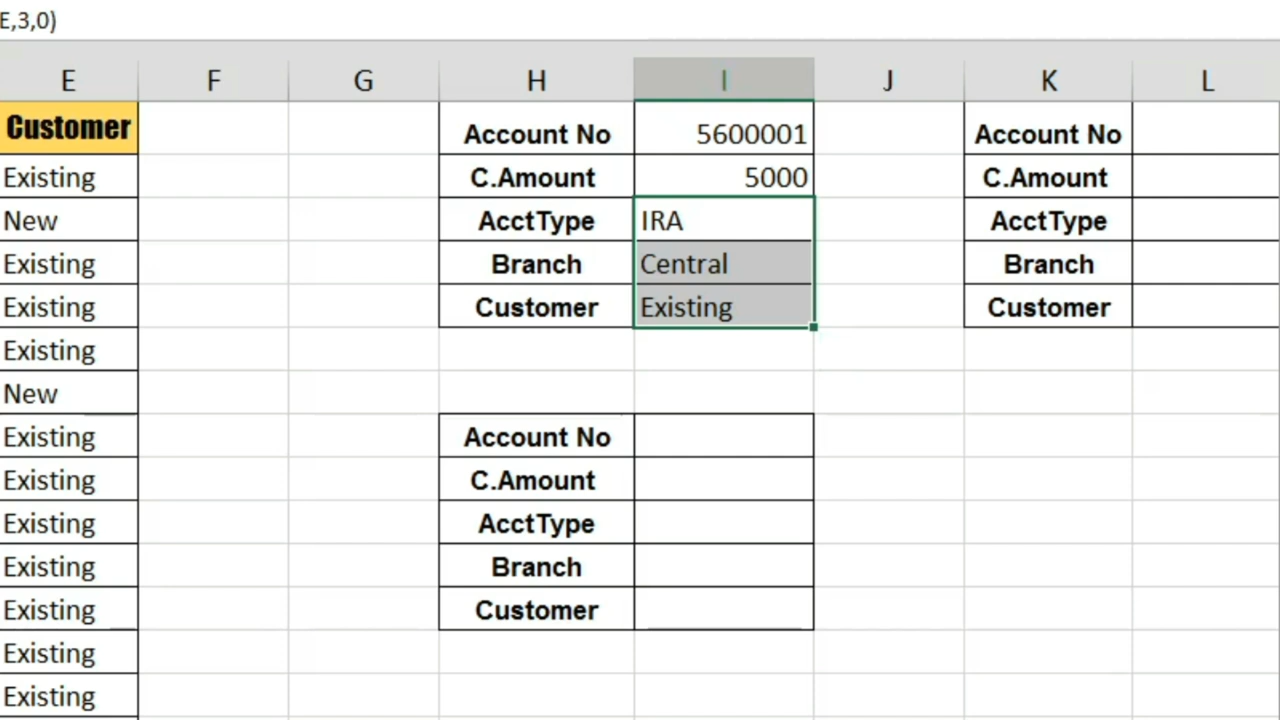 E,3,0)
E F G H I J K L
Customer Account No 5600001 Account No
Existing C.Amount 5000 C.Amount
New AcctType IRA AcctType
Existing Branch Central Branch
Existing Customer Existing Customer
Existing
New
Existing Account No
Existing C.Amount
Existing AcctType
Existing Branch
Existing Customer
Existing
Existing